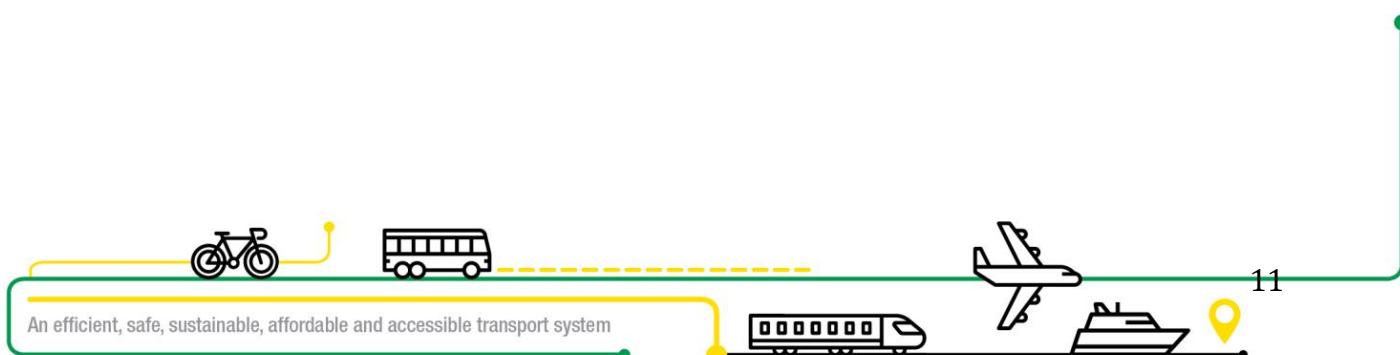 11
An efficient, safe, sustainable, affordable and accessible transport system